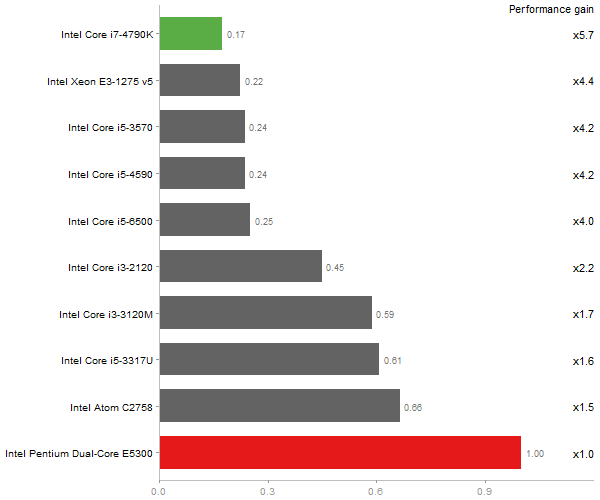 Performance gain
Intel Core i7-4790K 0.17 x5.7
Intel Xeon E3-1275 v5 0.22 x4.4
Intel Core i5-3570 0.24 x4.2
Intel Core i5-4590 0.24 x4.2
Intel Core i5-6500 0.25 x4.0
Intel Core i3-2120 0.45 x2.2
Intel Core i3-3120M 0.59 x1.7
Intel Core i5-3317U 0.61 x1.6
Intel Atom C2758 0.66 x1.5
Intel Pentium Dual-Core E5300 1.00 x1.0
0.0 0.3 0.6 0.9